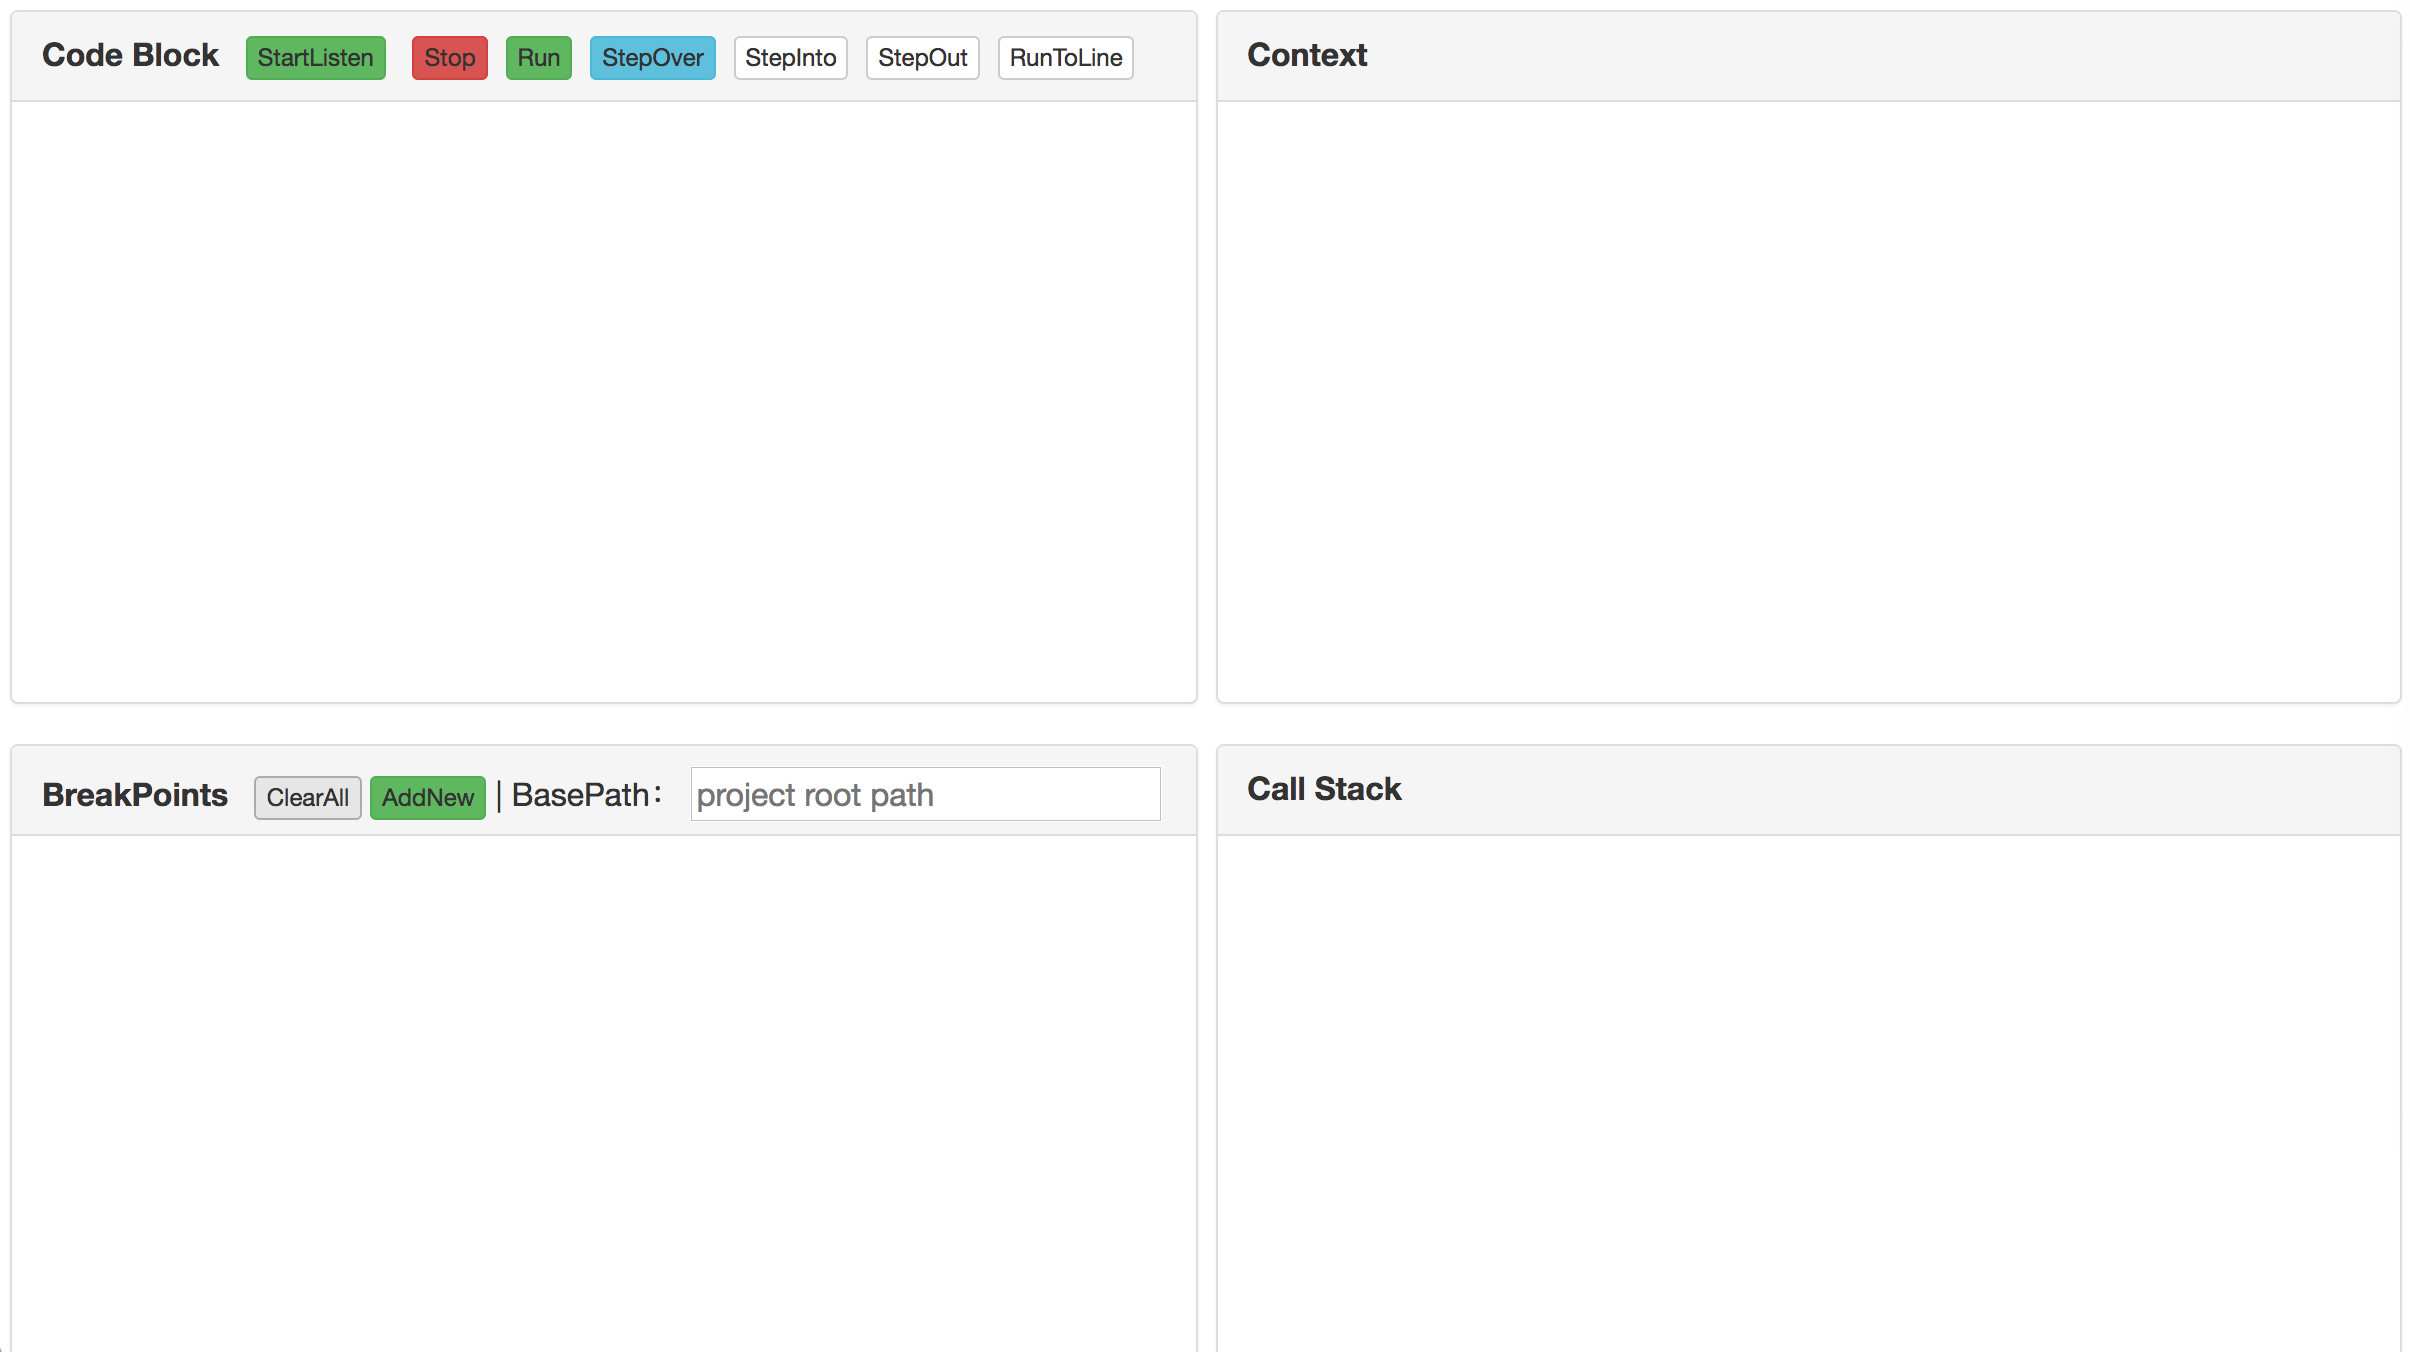 Code Block StartListen Stop Run StepOver StepInto StepOut RunToLine
Context
BreakPoints ClearAll AddNew | BasePath： project root path
Call Stack